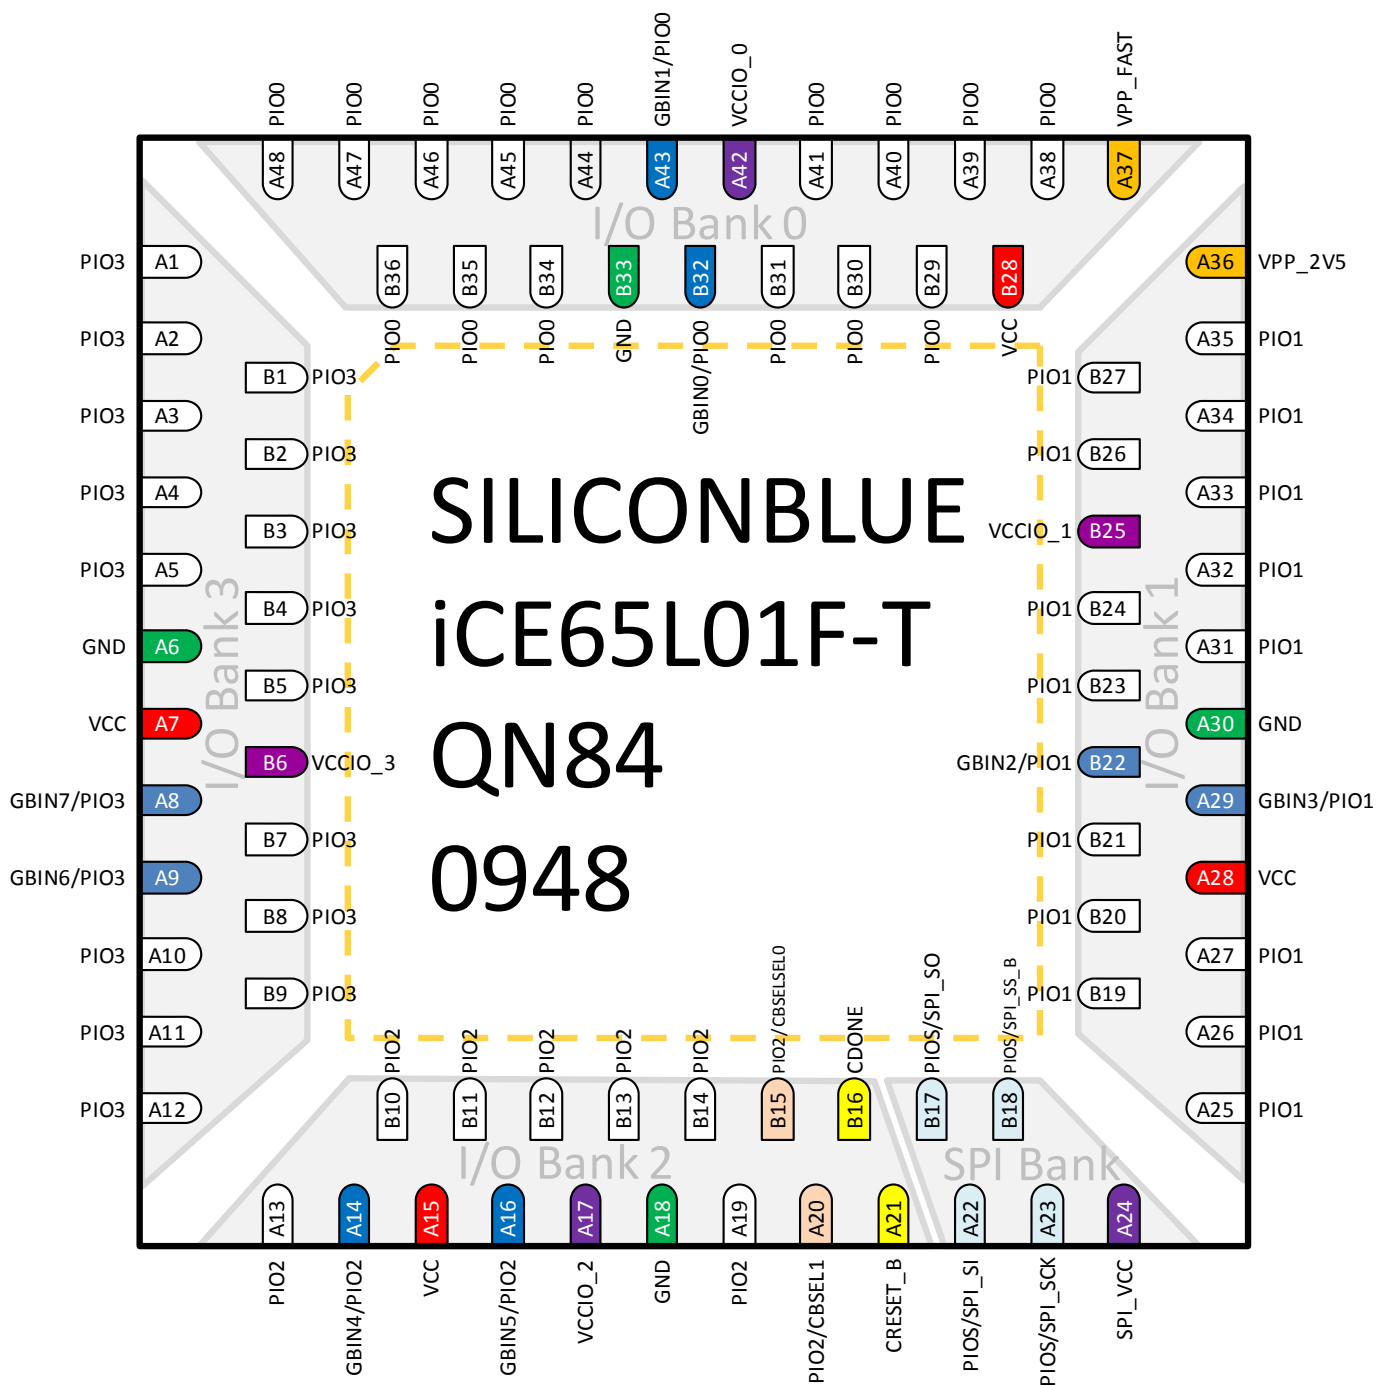 PIO0 PIO0 PIO0 PIO0 PIO0 GBIN1/PIO0 VCCIO_0 PIO0 PIO0 PIO0 PIO0 VPP_FAST
A48 A47 A46 A45 A44 A43 A42 A41 A40 A39 A38 A37
I/O Bank 0
B36 B35 B34 B33 B32 B31 B30 B29 B28
PIO0 PIO0 PIO0 GND GBIN0/PIO0 PIO0 PIO0 PIO0 VCC
PIO3 A1
PIO3 A2
PIO3 A3
PIO3 A4
PIO3 A5
GND A6
VCC A7
GBIN7/PIO3 A8
GBIN6/PIO3 A9
PIO3 A10
PIO3 A11
PIO3 A12
I/O Bank 3
B1 PIO3
B2 PIO3
B3 PIO3
B4 PIO3
B5 PIO3
B6 VCCIO_3
B7 PIO3
B8 PIO3
B9 PIO3
SILICONBLUE
iCE65L01F-T
QN84
0948
PIO1 B27
PIO1 B26
VCCIO_1 B25
PIO1 B24
PIO1 B23
GBIN2/PIO1 B22
PIO1 B21
PIO1 B20
PIO1 B19
I/O Bank 1
A36 VPP_2V5
A35 PIO1
A34 PIO1
A33 PIO1
A32 PIO1
A31 PIO1
A30 GND
A29 GBIN3/PIO1
A28 VCC
A27 PIO1
A26 PIO1
A25 PIO1
PIO2 PIO2 PIO2 PIO2 PIO2 PIO2/CBSELSEL0 CDONE PIOS/SPI_SO PIOS/SPI_SS_B
B10 B11 B12 B13 B14 B15 B16 B17 B18
I/O Bank 2
SPI Bank
A13 A14 A15 A16 A17 A18 A19 A20 A21 A22 A23 A24
PIO2 GBIN4/PIO2 VCC GBIN5/PIO2 VCCIO_2 GND PIO2 PIO2/CBSEL1 CRESET_B PIOS/SPI_SI PIOS/SPI_SCK SPI_VCC